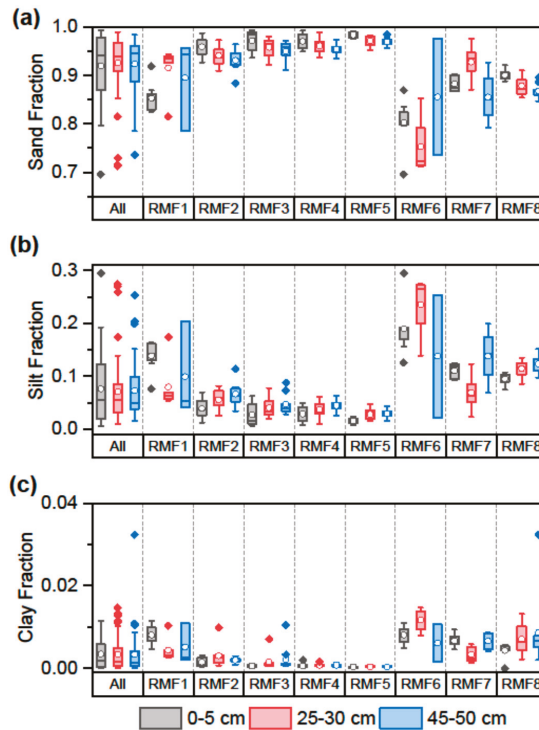 (a)
Sand Fraction
1.0
0.9
0.8
0.7
All RMF1 RMF2 RMF3 RMF4 RMF5 RMF6 RMF7 RMF8
(b)
Silt Fraction
0.3
0.2
0.1
0.0
All RMF1 RMF2 RMF3 RMF4 RMF5 RMF6 RMF7 RMF8
(c)
Clay Fraction
0.04
0.02
0.00
All RMF1 RMF2 RMF3 RMF4 RMF5 RMF6 RMF7 RMF8
0-5 cm 25-30 cm 45-50 cm